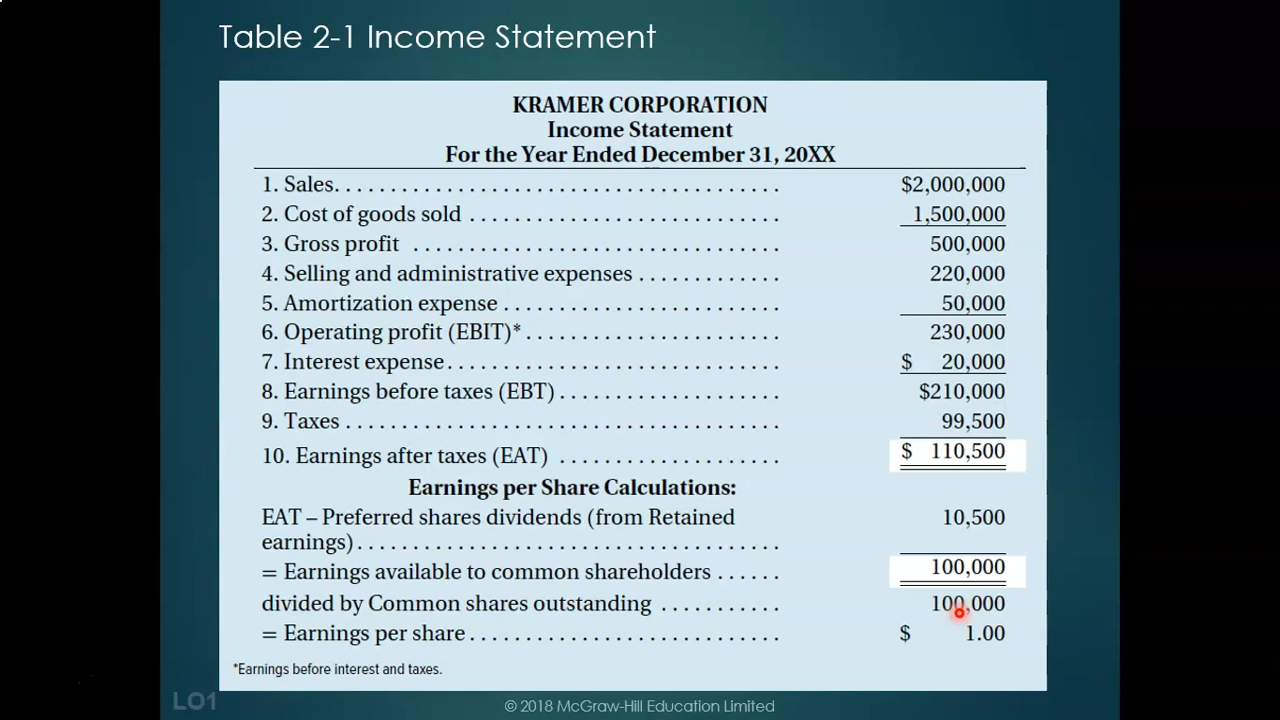 Table 2-1 Income Statement
KRAMER CORPORATION
Income Statement
For the Year Ended December 31, 20XX
1. Sales. . . . . . . . . . . . . . . . . . . . . . . . . . . . . . . . . . . . . . $2,000,000
2. Cost of goods sold . . . . . . . . . . . . . . . . . . . . . . . . . . . 1,500,000
3. Gross profit . . . . . . . . . . . . . . . . . . . . . . . . . . . . . . . . 500,000
4. Selling and administrative expenses . . . . . . . . . . . . 220,000
5. Amortization expense . . . . . . . . . . . . . . . . . . . . . . . . 50,000
6. Operating profit (EBIT)* . . . . . . . . . . . . . . . . . . . . . . 230,000
7. Interest expense . . . . . . . . . . . . . . . . . . . . . . . . . . . . . $ 20,000
8. Earnings before taxes (EBT) . . . . . . . . . . . . . . . . . . . $210,000
9. Taxes . . . . . . . . . . . . . . . . . . . . . . . . . . . . . . . . . . . . . 99,500
10. Earnings after taxes (EAT) . . . . . . . . . . . . . . . . . . . $ 110,500
Earnings per Share Calculations:
EAT – Preferred shares dividends (from Retained 10,500
earnings) . . . . . . . . . . . . . . . . . . . . . . . . . . . . . . . . . . .
= Earnings available to common shareholders . . . . . . 100,000
divided by Common shares outstanding . . . . . . . . . . . 100,000
= Earnings per share . . . . . . . . . . . . . . . . . . . . . . . . . . . $ 1.00
*Earnings before interest and taxes.
LO1
© 2018 McGraw-Hill Education Limited